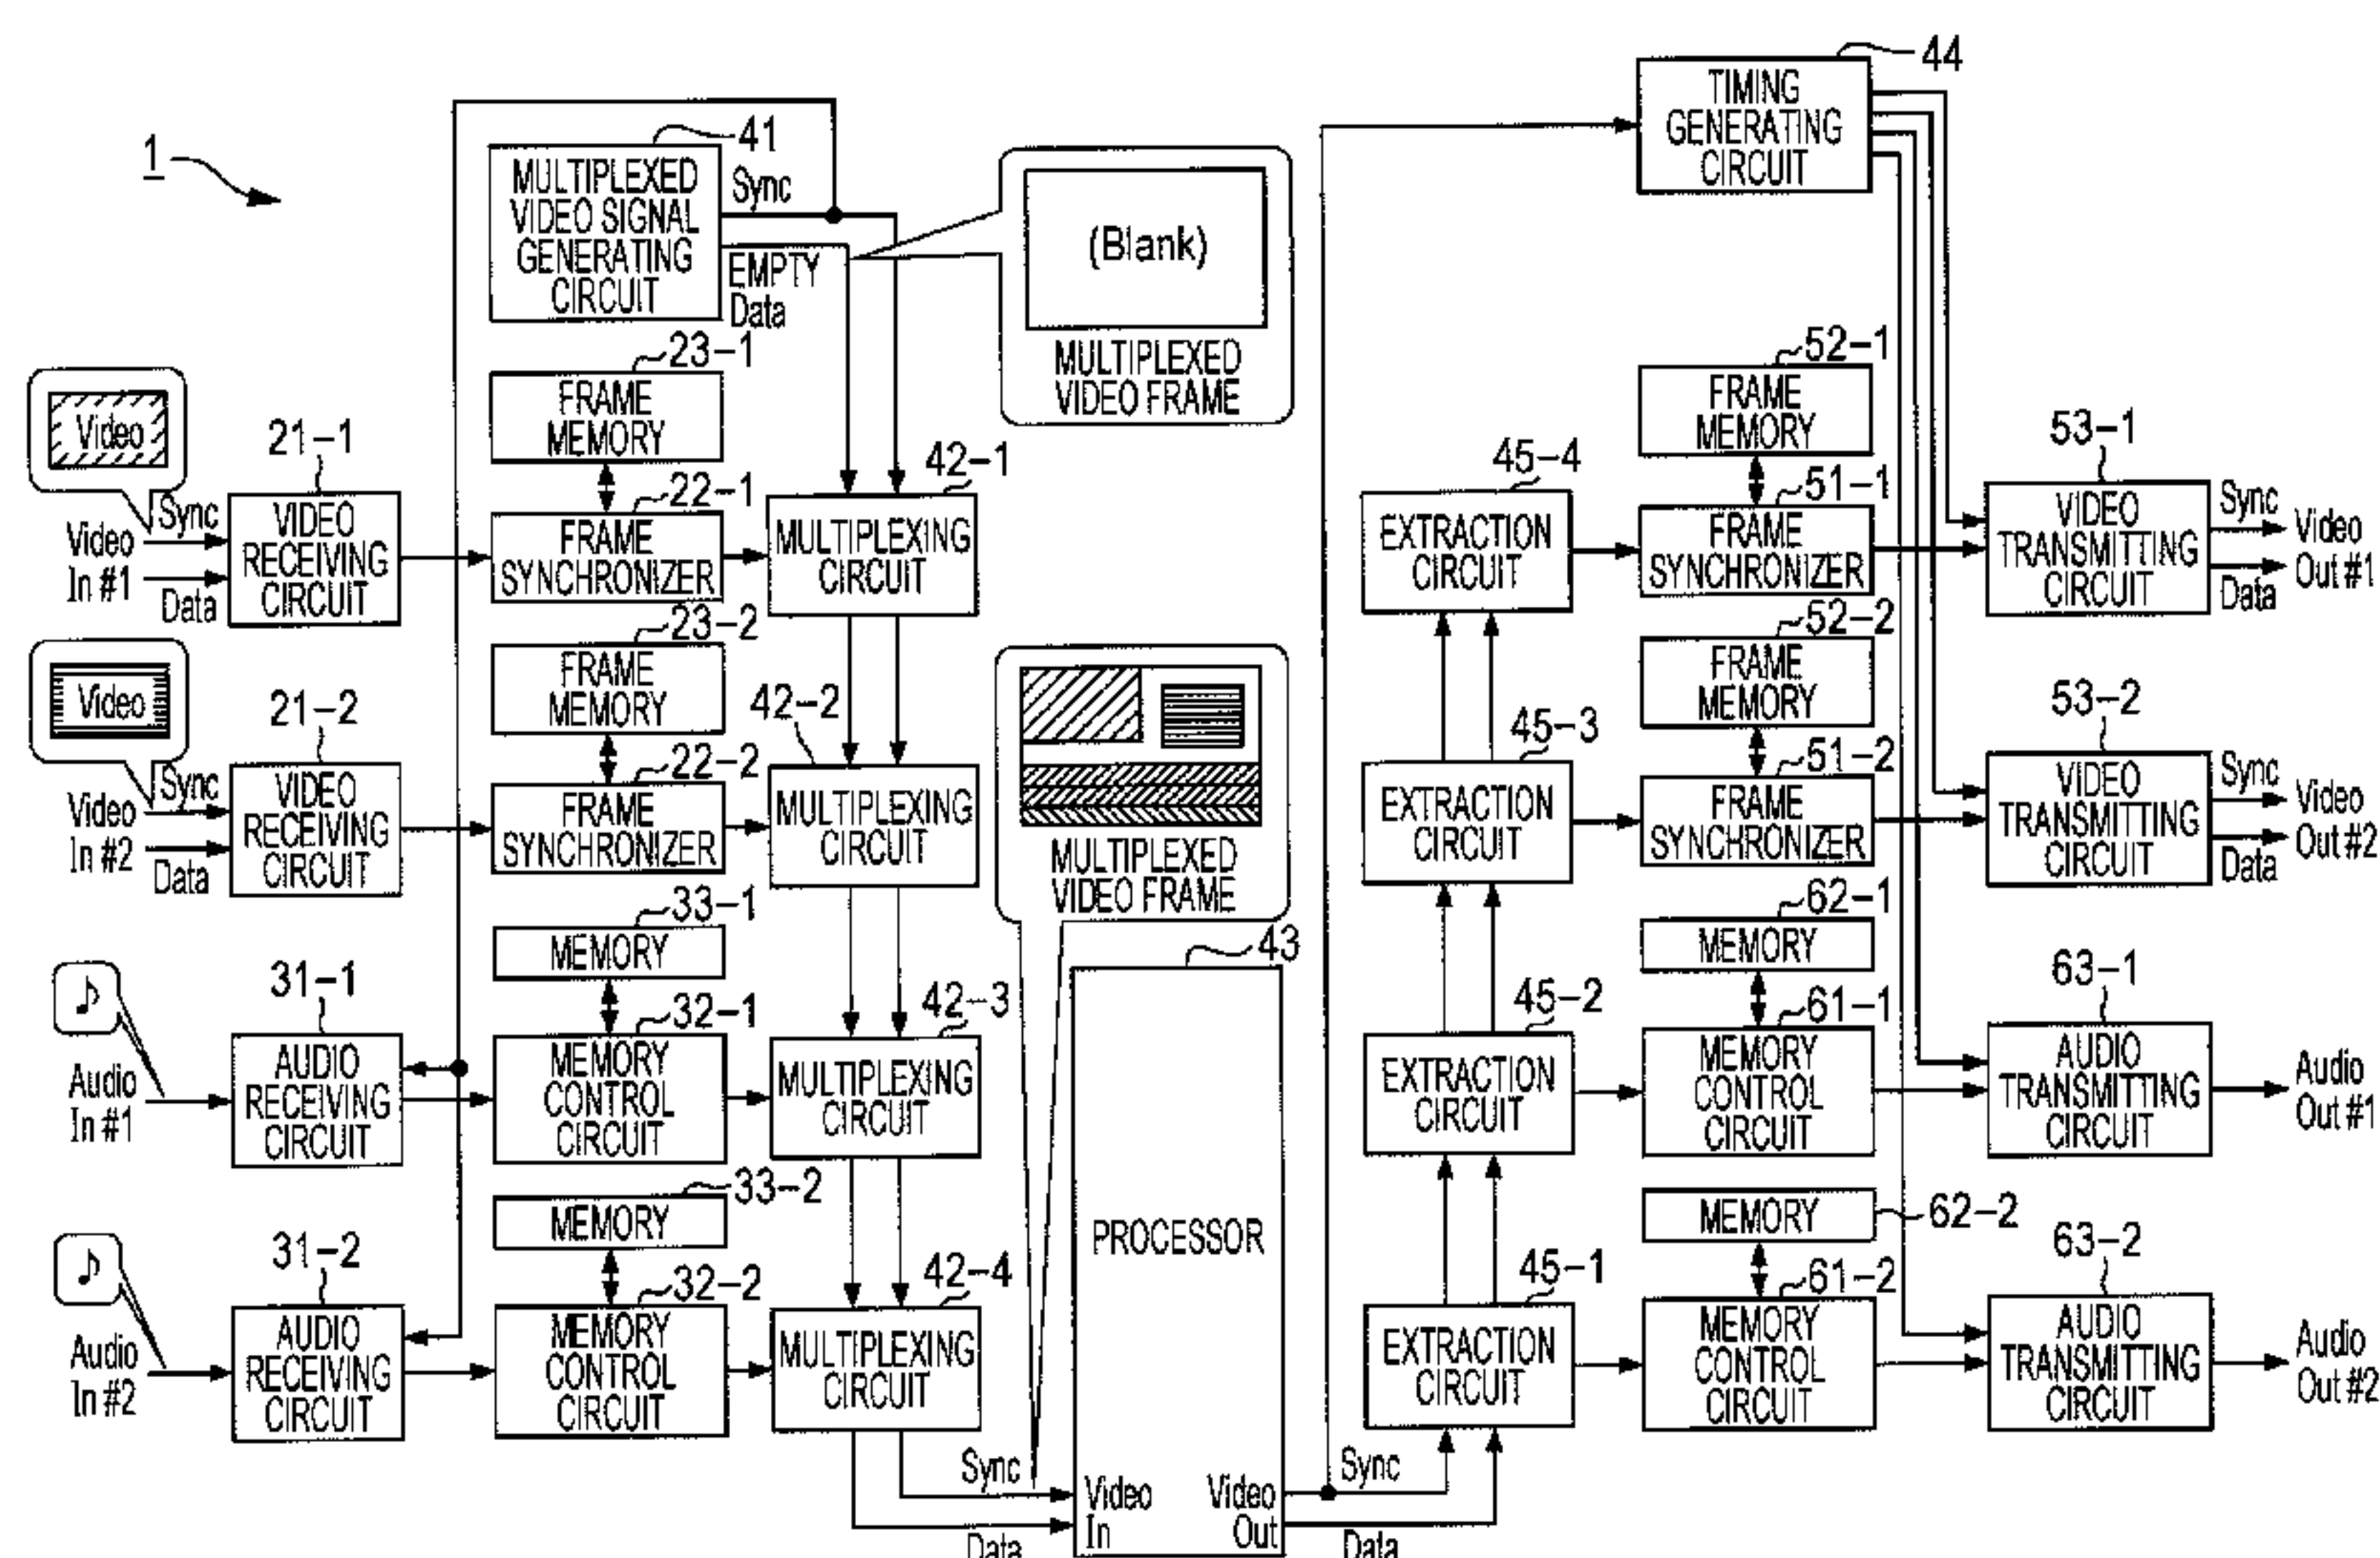 1
41
MULTIPLEXED
VIDEO SIGNAL
GENERATING
CIRCUIT
Sync
EMPTY
Data
(Blank)
MULTIPLEXED
VIDEO FRAME
44
TIMING
GENERATING
CIRCUIT
Video
Sync
Video
In #1
Data
21-1
VIDEO
RECEIVING
CIRCUIT
23-1
FRAME
MEMORY
22-1
FRAME
SYNCHRONIZER
42-1
MULTIPLEXING
CIRCUIT
Video
Sync
Video
In #2
Data
21-2
VIDEO
RECEIVING
CIRCUIT
23-2
FRAME
MEMORY
22-2
FRAME
SYNCHRONIZER
42-2
MULTIPLEXING
CIRCUIT
MULTIPLEXED
VIDEO FRAME
Audio
In #1
31-1
AUDIO
RECEIVING
CIRCUIT
33-1
MEMORY
32-1
MEMORY
CONTROL
CIRCUIT
42-3
MULTIPLEXING
CIRCUIT
Audio
In #2
31-2
AUDIO
RECEIVING
CIRCUIT
33-2
MEMORY
32-2
MEMORY
CONTROL
CIRCUIT
42-4
MULTIPLEXING
CIRCUIT
Sync
Data
43
PROCESSOR
Video
In
Video
Out
Sync
Data
45-4
EXTRACTION
CIRCUIT
52-1
FRAME
MEMORY
51-1
FRAME
SYNCHRONIZER
53-1
VIDEO
TRANSMITTING
CIRCUIT
Sync
Video
Out #1
Data
45-3
EXTRACTION
CIRCUIT
52-2
FRAME
MEMORY
51-2
FRAME
SYNCHRONIZER
53-2
VIDEO
TRANSMITTING
CIRCUIT
Sync
Video
Out #2
Data
45-2
EXTRACTION
CIRCUIT
62-1
MEMORY
61-1
MEMORY
CONTROL
CIRCUIT
63-1
AUDIO
TRANSMITTING
CIRCUIT
Audio
Out #1
45-1
EXTRACTION
CIRCUIT
MEMORY
62-2
61-2
MEMORY
CONTROL
CIRCUIT
63-2
AUDIO
TRANSMITTING
CIRCUIT
Audio
Out #2